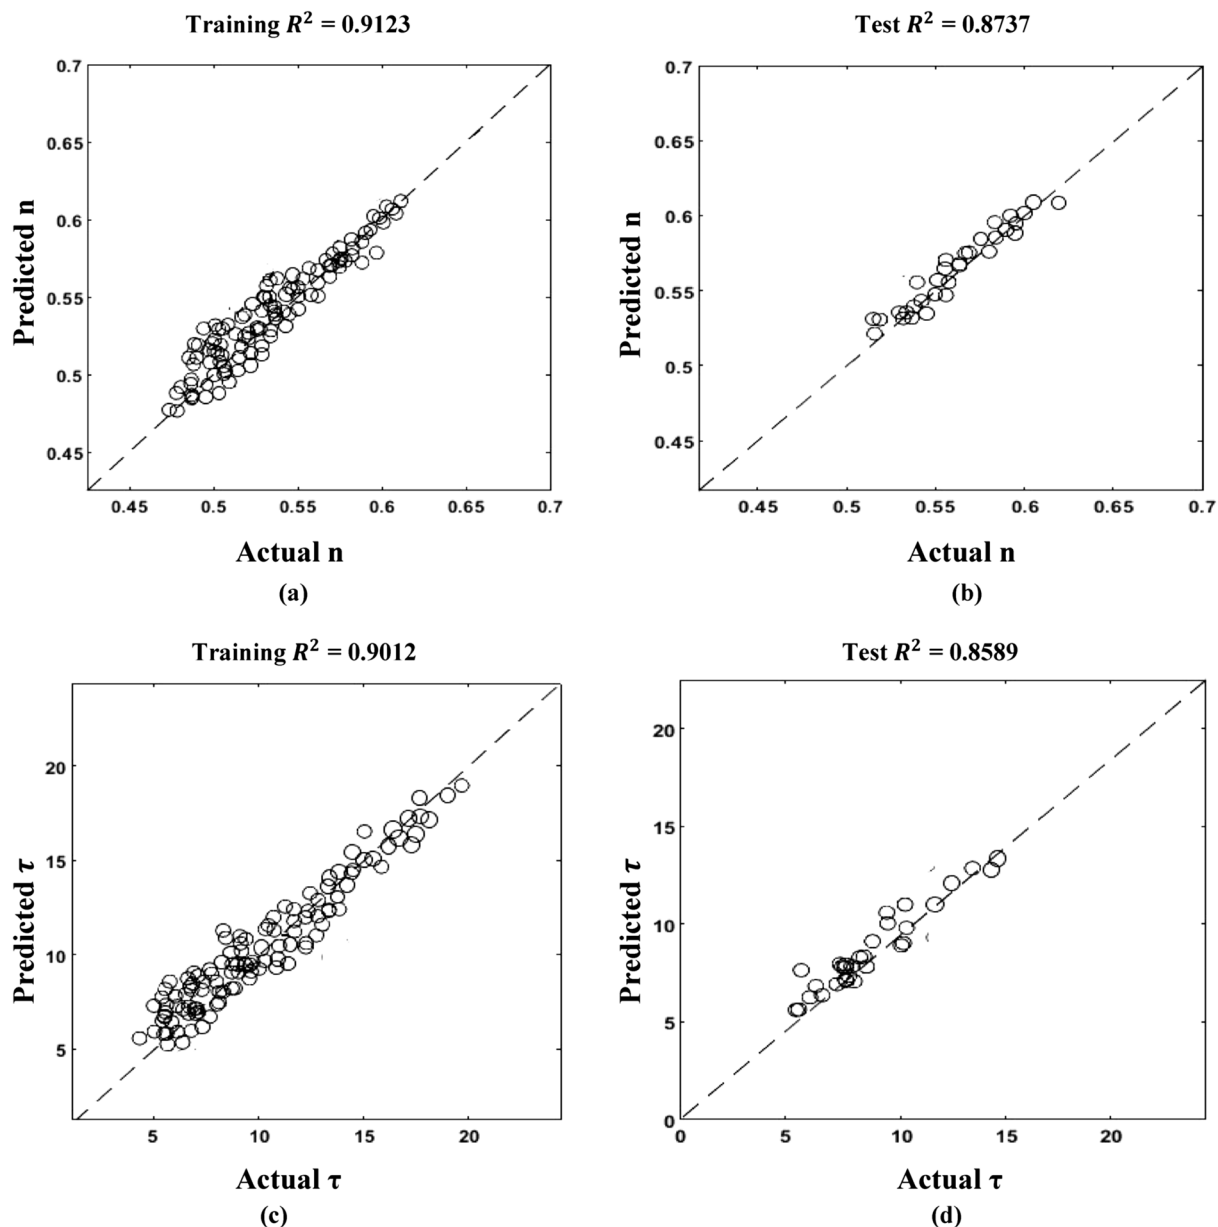 Training R² = 0.9123
0.7
0.65
0.6
0.55
0.5
0.45
Predicted n
0.45 0.5 0.55 0.6 0.65 0.7
Actual n
(a)
Test R² = 0.8737
0.7
0.65
0.6
0.55
0.5
0.45
Predicted n
0.45 0.5 0.55 0.6 0.65 0.7
Actual n
(b)
Training R² = 0.9012
20
15
10
5
Predicted τ
5 10 15 20
Actual τ
(c)
Test R² = 0.8589
20
15
10
5
0
Predicted τ
0 5 10 15 20
Actual τ
(d)